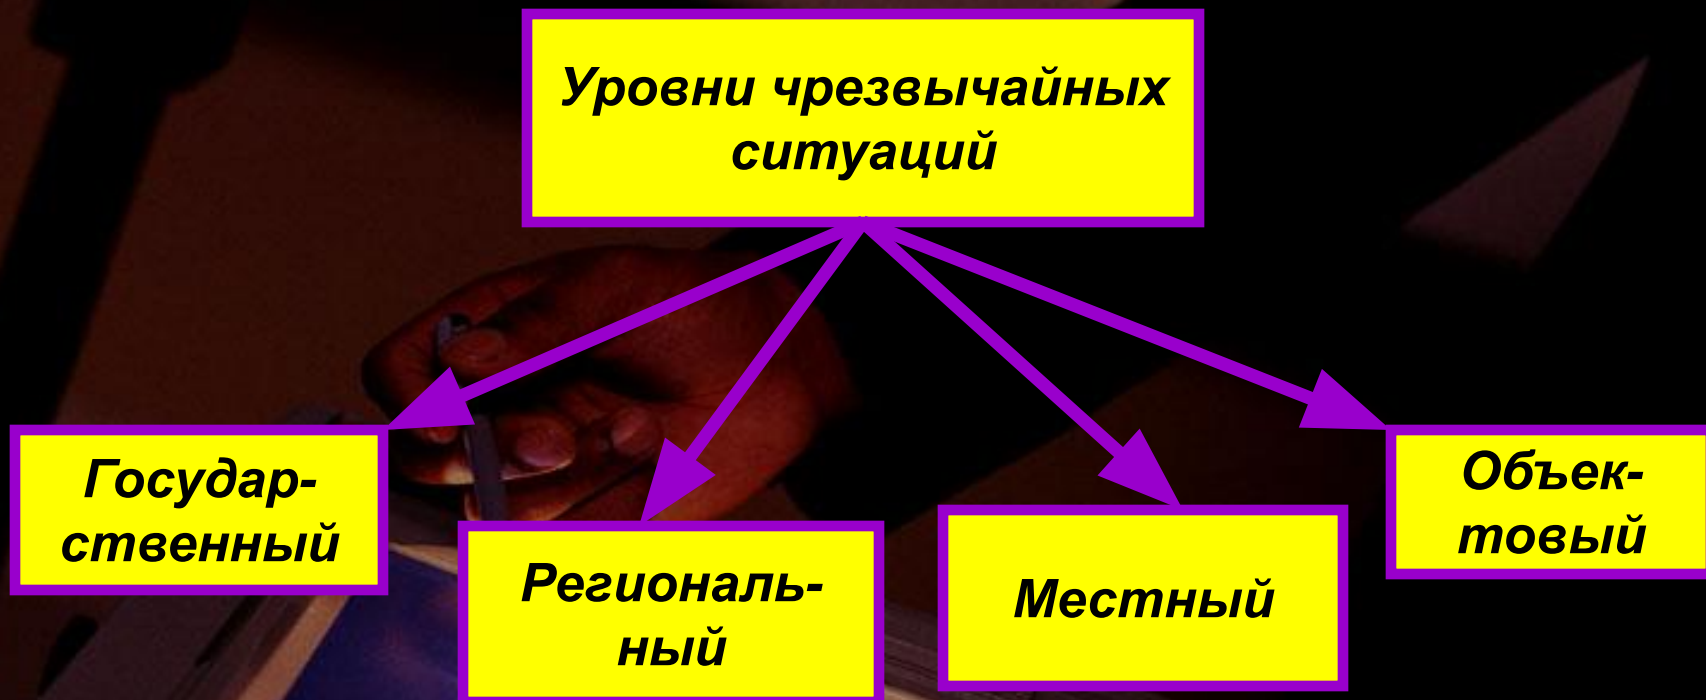 Уровни чрезвычайных
ситуаций
Государ-
ственный
Региональ-
ный
Местный
Объек-
товый